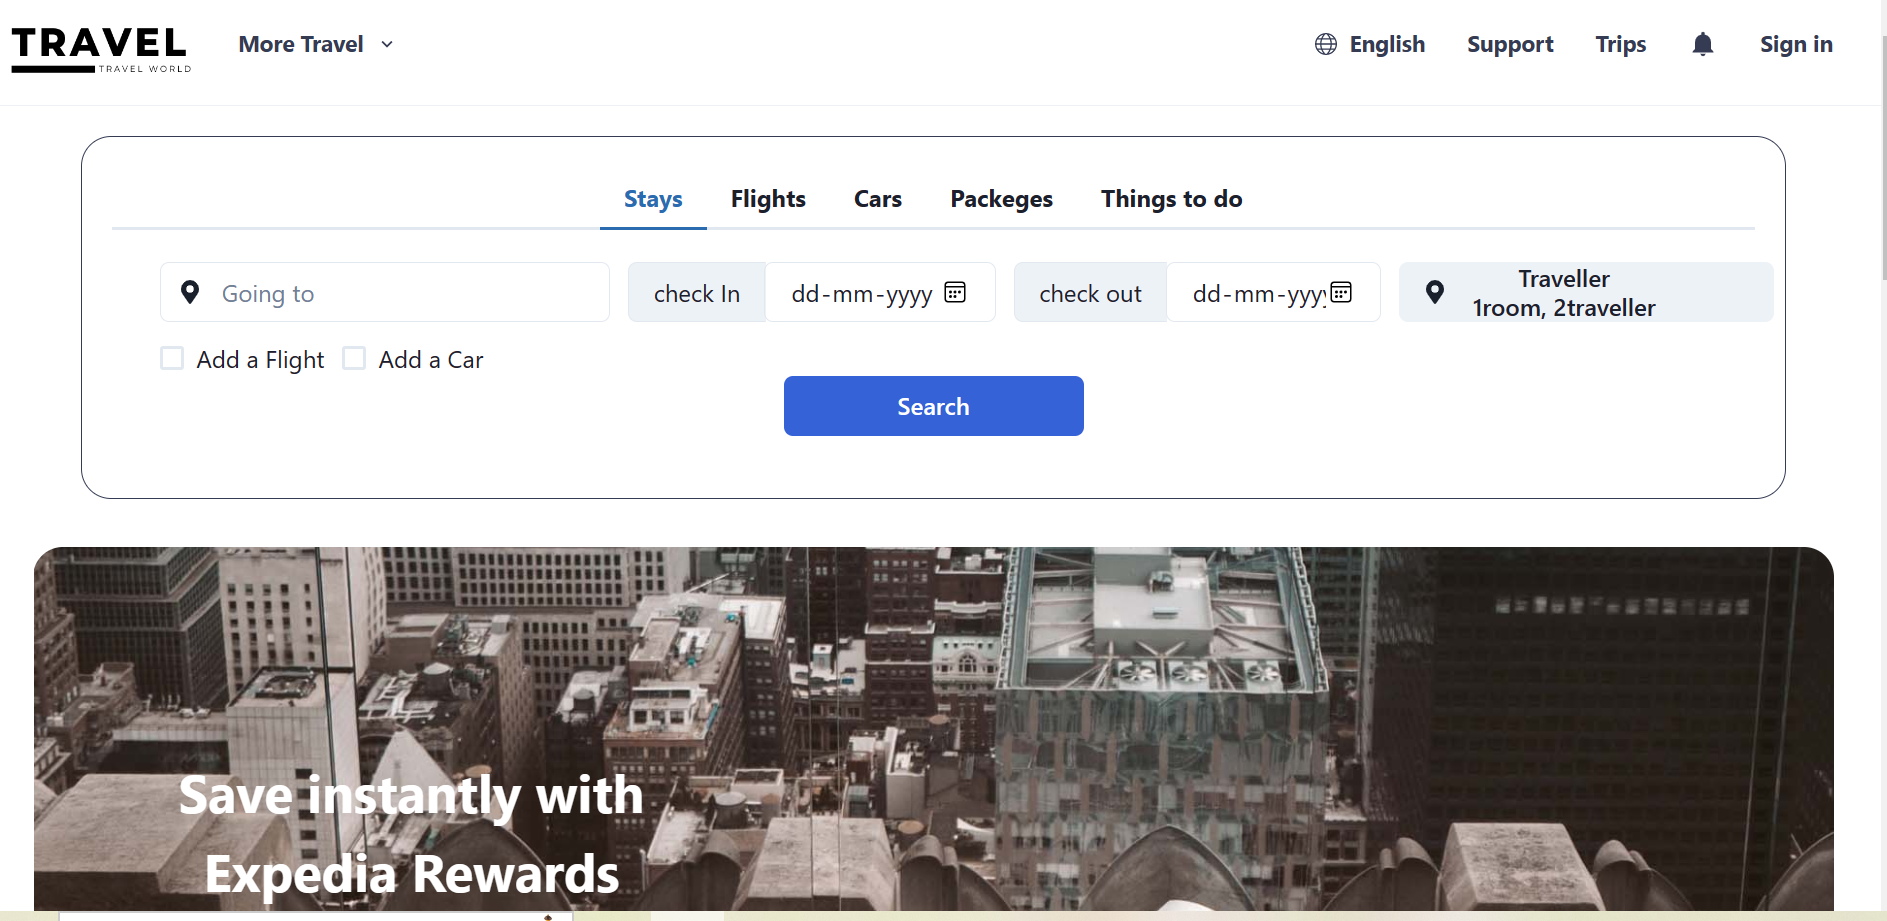 TRAVEL
TRAVEL WORLD
More Travel
English
Support
Trips
Sign in
Stays
Flights
Cars
Packeges
Things to do
Going to
check In
dd-mm-yyyy
check out
dd-mm-yyyy
Traveller
1room, 2traveller
Add a Flight
Add a Car
Search
Save instantly with
Expedia Rewards